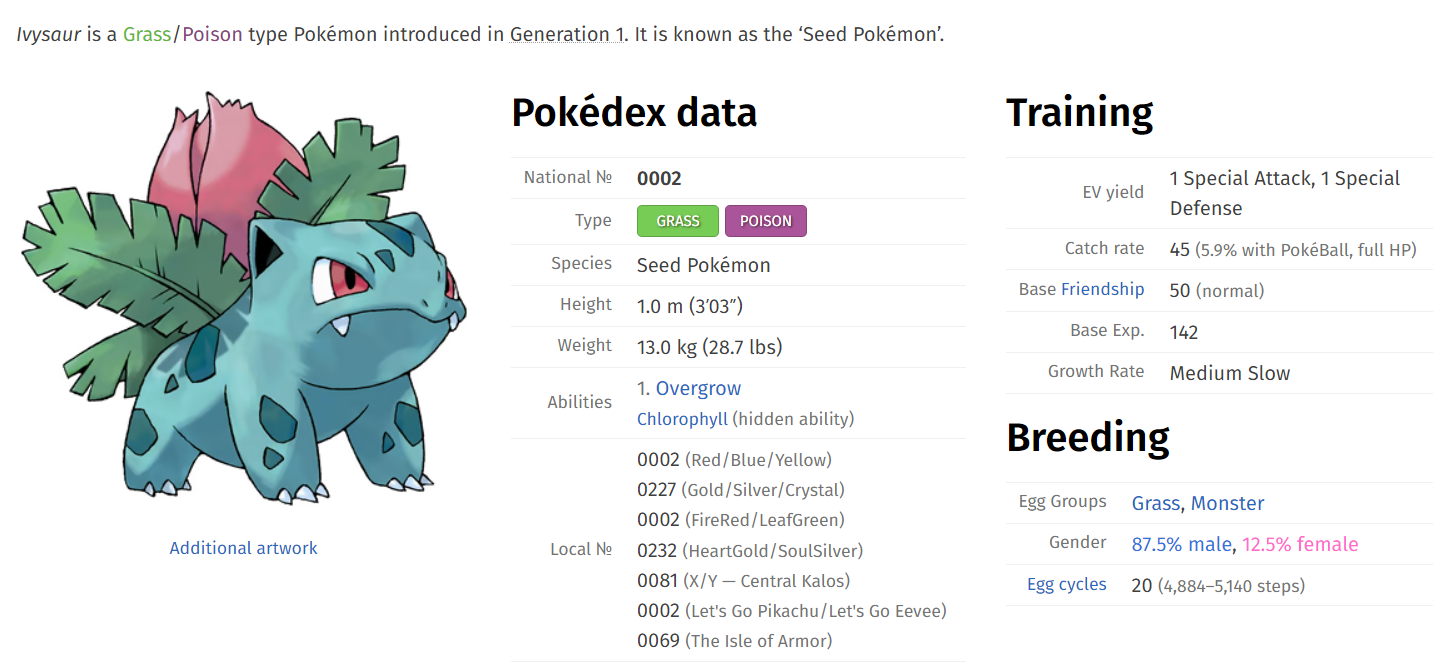 Ivysaur is a Grass/Poison type Pokémon introduced in Generation 1. It is known as the ‘Seed Pokémon’.
Additional artwork
Pokédex data
National № 0002
Type GRASS POISON
Species Seed Pokémon
Height 1.0 m (3′03″)
Weight 13.0 kg (28.7 lbs)
Abilities 1. Overgrow
Chlorophyll (hidden ability)
Local № 0002 (Red/Blue/Yellow)
0227 (Gold/Silver/Crystal)
0002 (FireRed/LeafGreen)
0232 (HeartGold/SoulSilver)
0081 (X/Y — Central Kalos)
0002 (Let's Go Pikachu/Let's Go Eevee)
0069 (The Isle of Armor)
Training
EV yield 1 Special Attack, 1 Special
Defense
Catch rate 45 (5.9% with PokéBall, full HP)
Base Friendship 50 (normal)
Base Exp. 142
Growth Rate Medium Slow
Breeding
Egg Groups Grass, Monster
Gender 87.5% male, 12.5% female
Egg cycles 20 (4,884–5,140 steps)